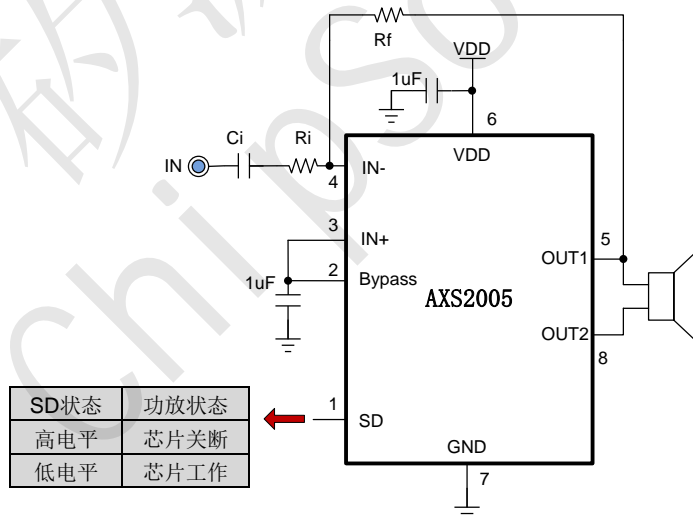 Rf
VDD
1uF
6
VDD
Ci
Ri
IN
4
IN-
3
IN+
2
Bypass
1uF
AXS2005
5
OUT1
OUT2
8
1
SD
GND
7
SD状态 功放状态
高电平 芯片关断
低电平 芯片工作
矽
ChipSo